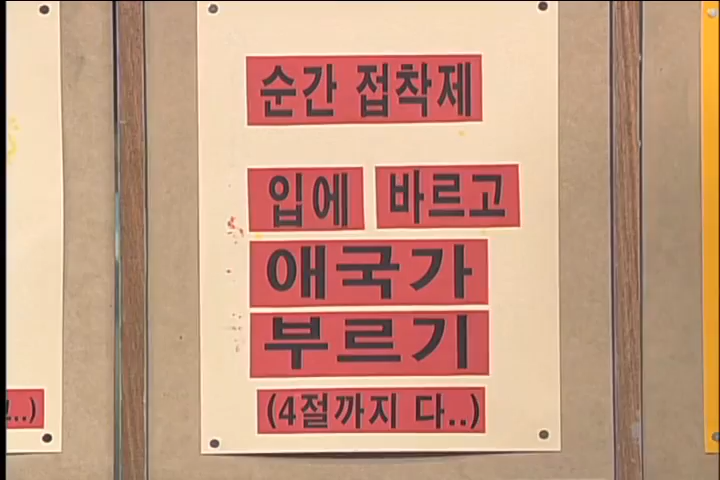 순간 접착제
입에 바르고
애국가
부르기
(4절까지 다..)
..)